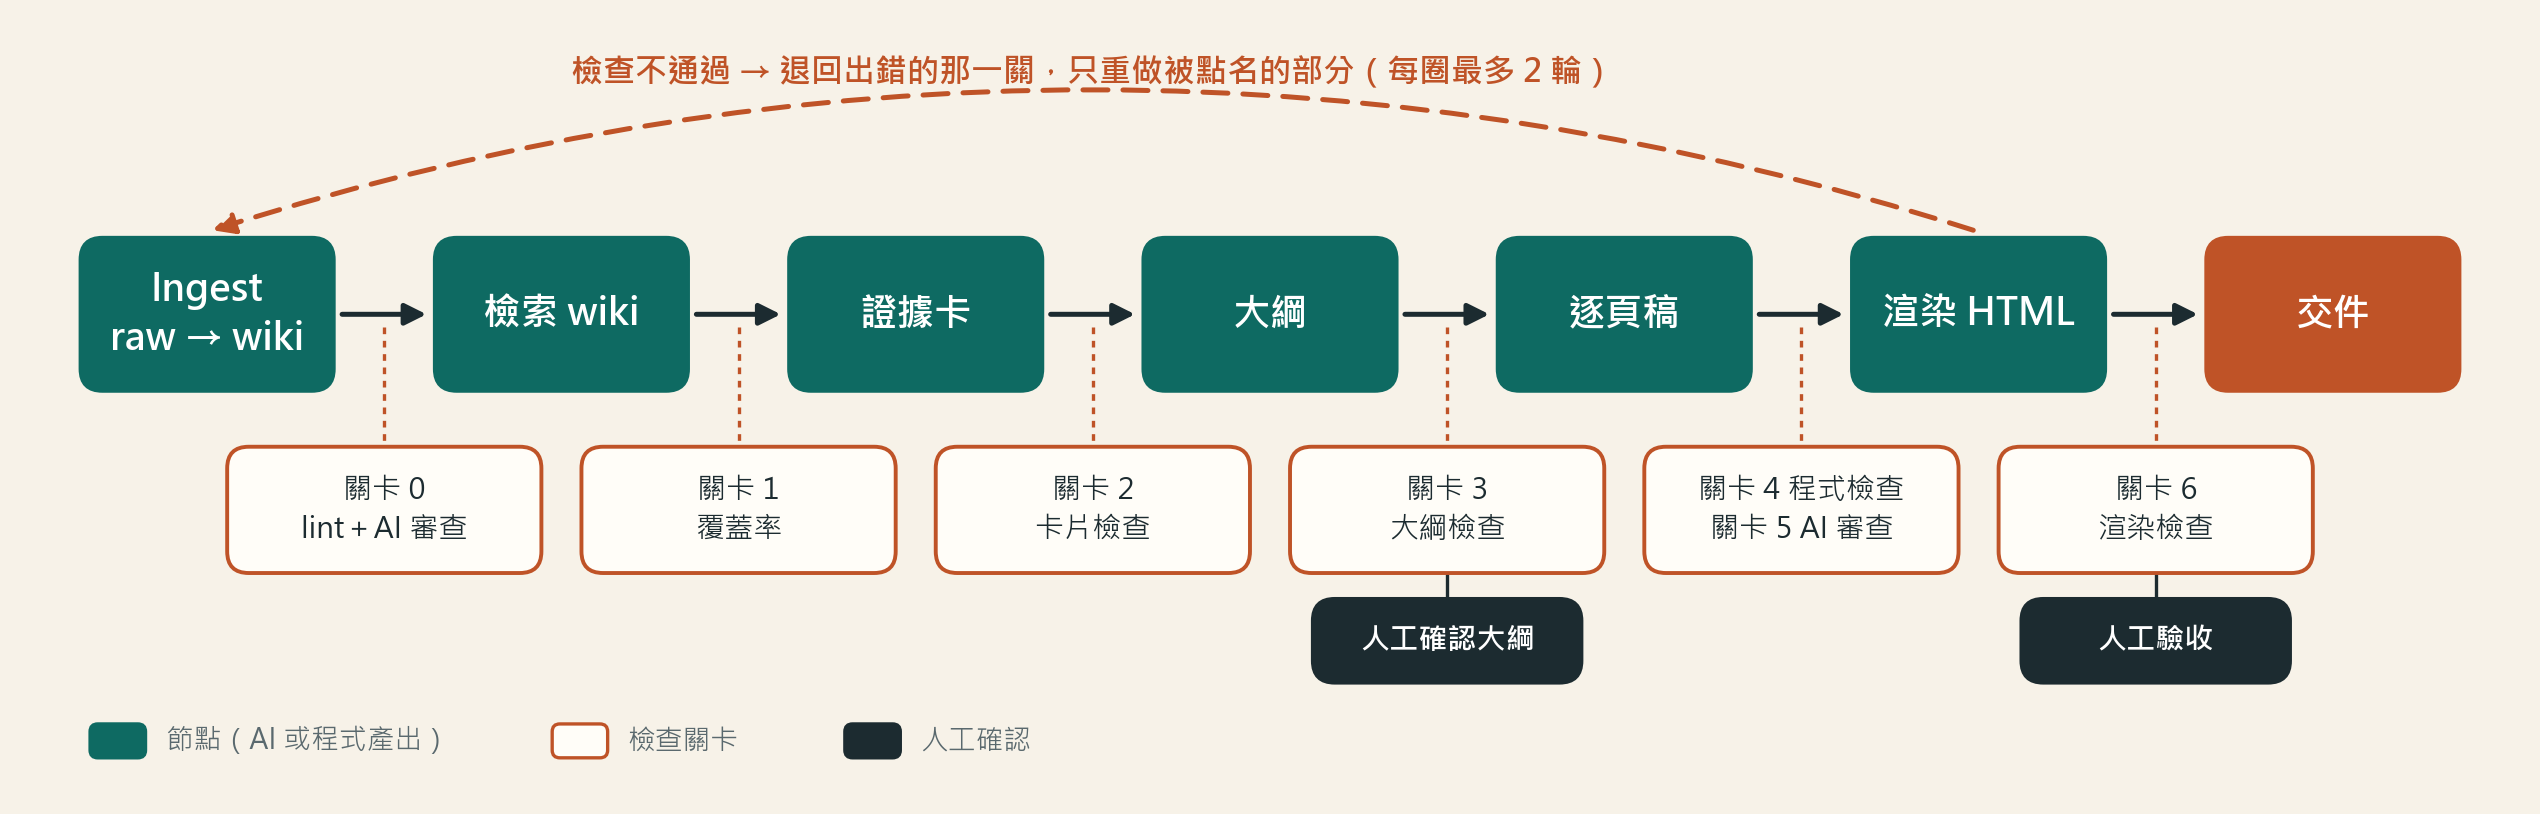 檢查不通過 → 退回出錯的那一關，只重做被點名的部分（每圈最多 2 輪）
Ingest
raw → wiki
檢索 wiki
證據卡
大綱
逐頁稿
渲染 HTML
交件
關卡 0
lint + AI 審查
關卡 1
覆蓋率
關卡 2
卡片檢查
關卡 3
大綱檢查
關卡 4 程式檢查
關卡 5 AI 審查
關卡 6
渲染檢查
人工確認大綱
人工驗收
節點（AI 或程式產出）
檢查關卡
人工確認